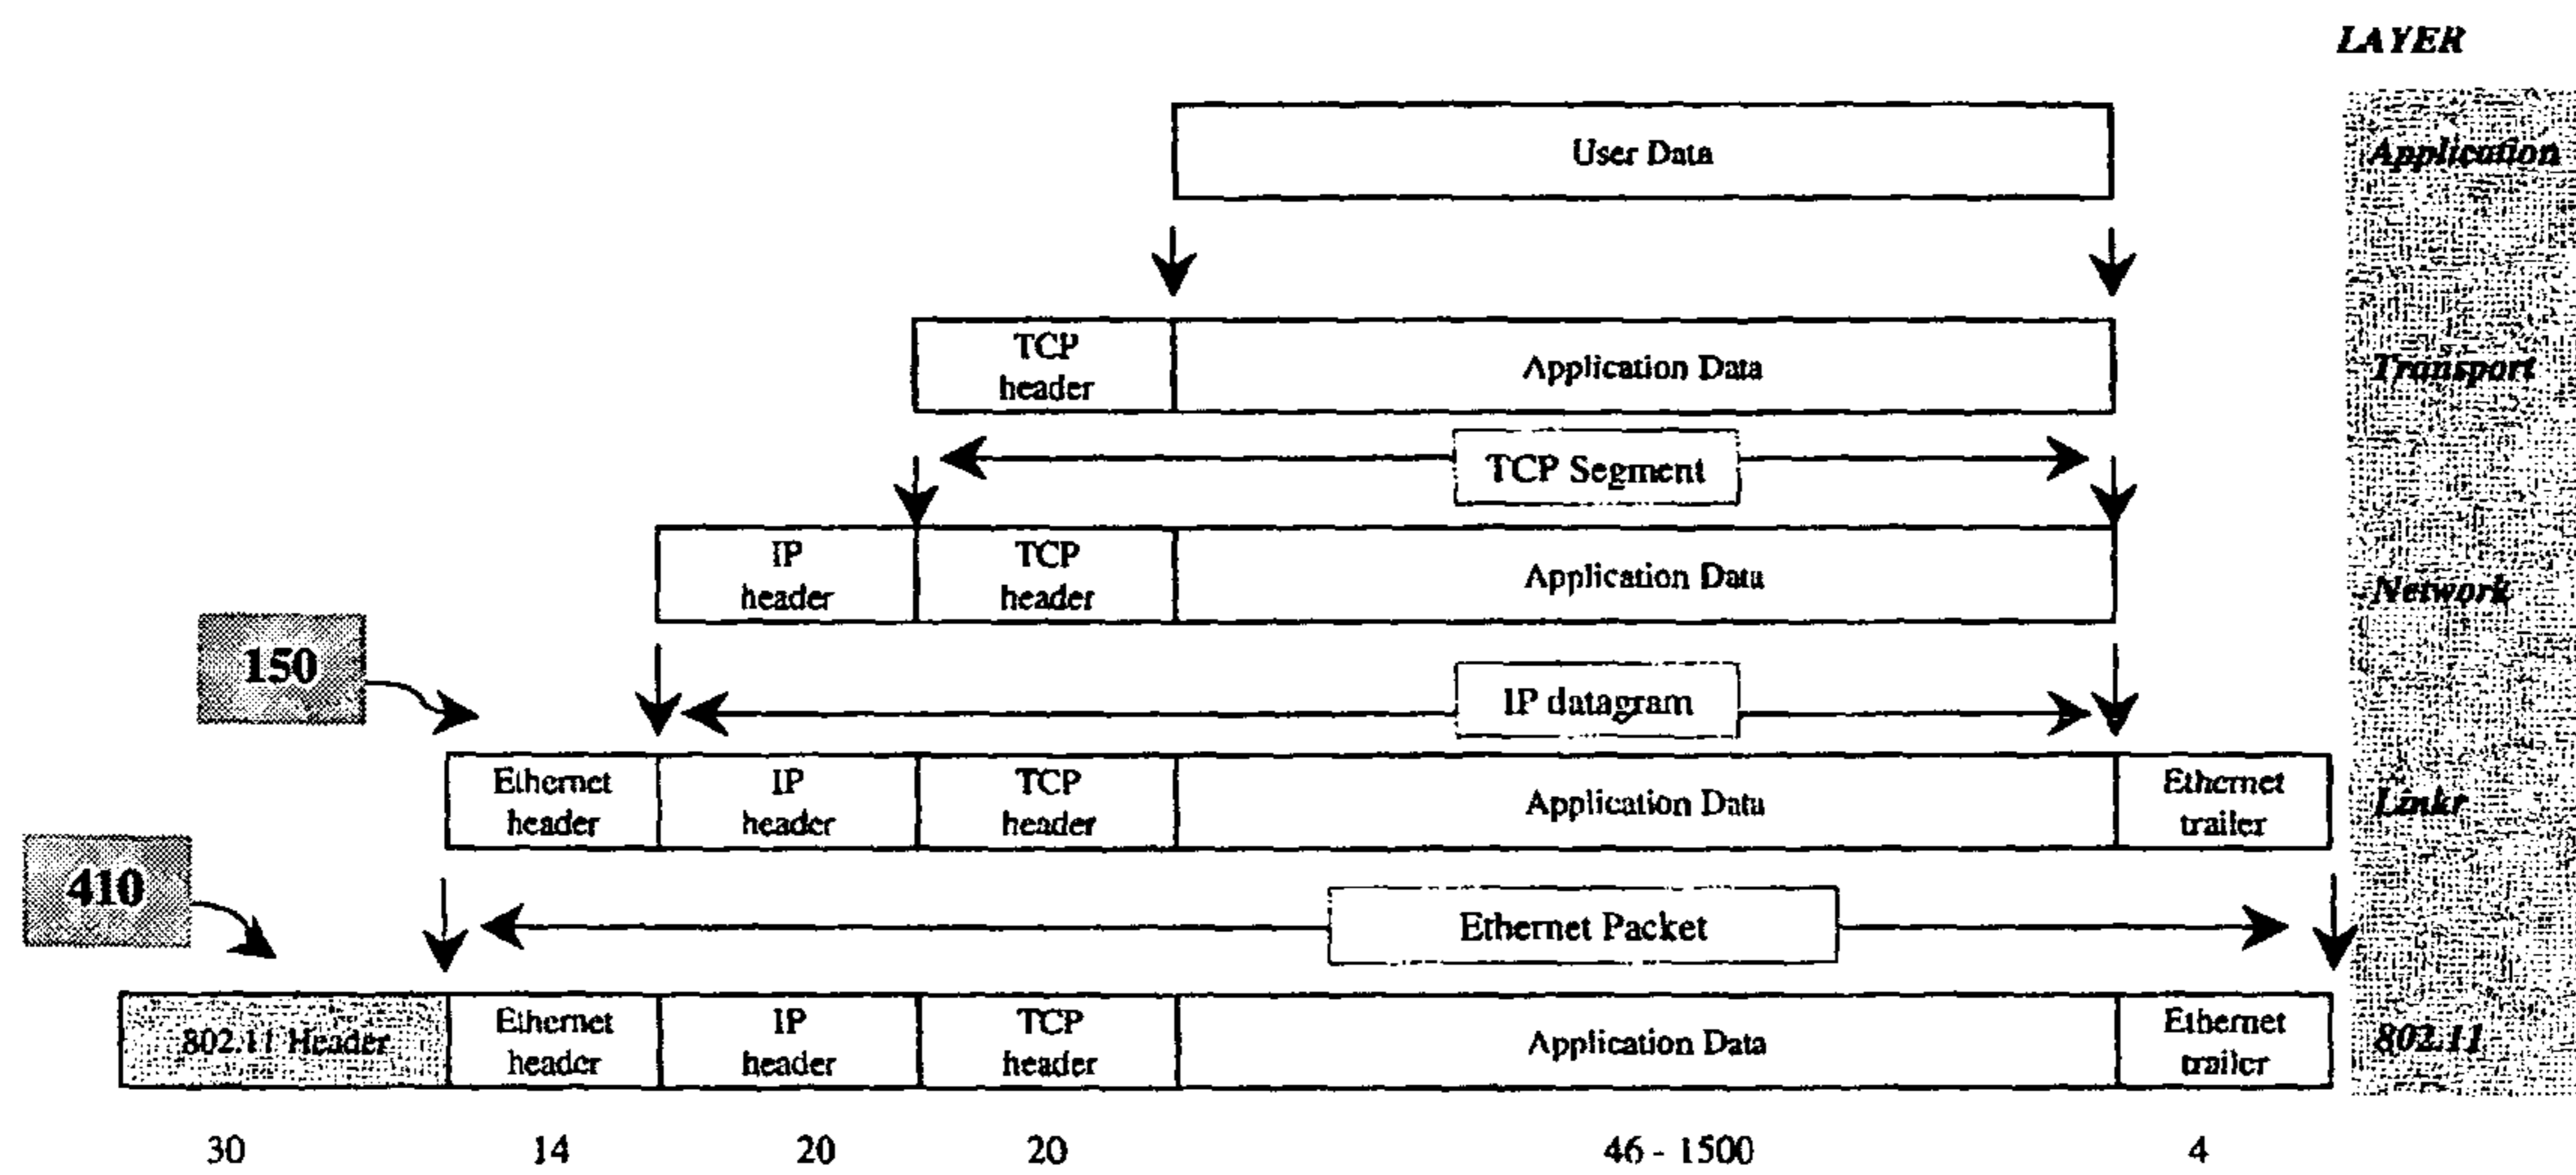 LAYER
User Data
Application
TCP
header
Application Data
Transport
TCP Segment
IP
header
TCP
header
Application Data
Network
150
IP datagram
Ethernet
header
IP
header
TCP
header
Application Data
Ethernet
trailer
Linkr
410
Ethernet Packet
802.11 Header
Ethernet
header
IP
header
TCP
header
Application Data
Ethernet
trailer
802.11
30 14 20 20 46 - 1500 4